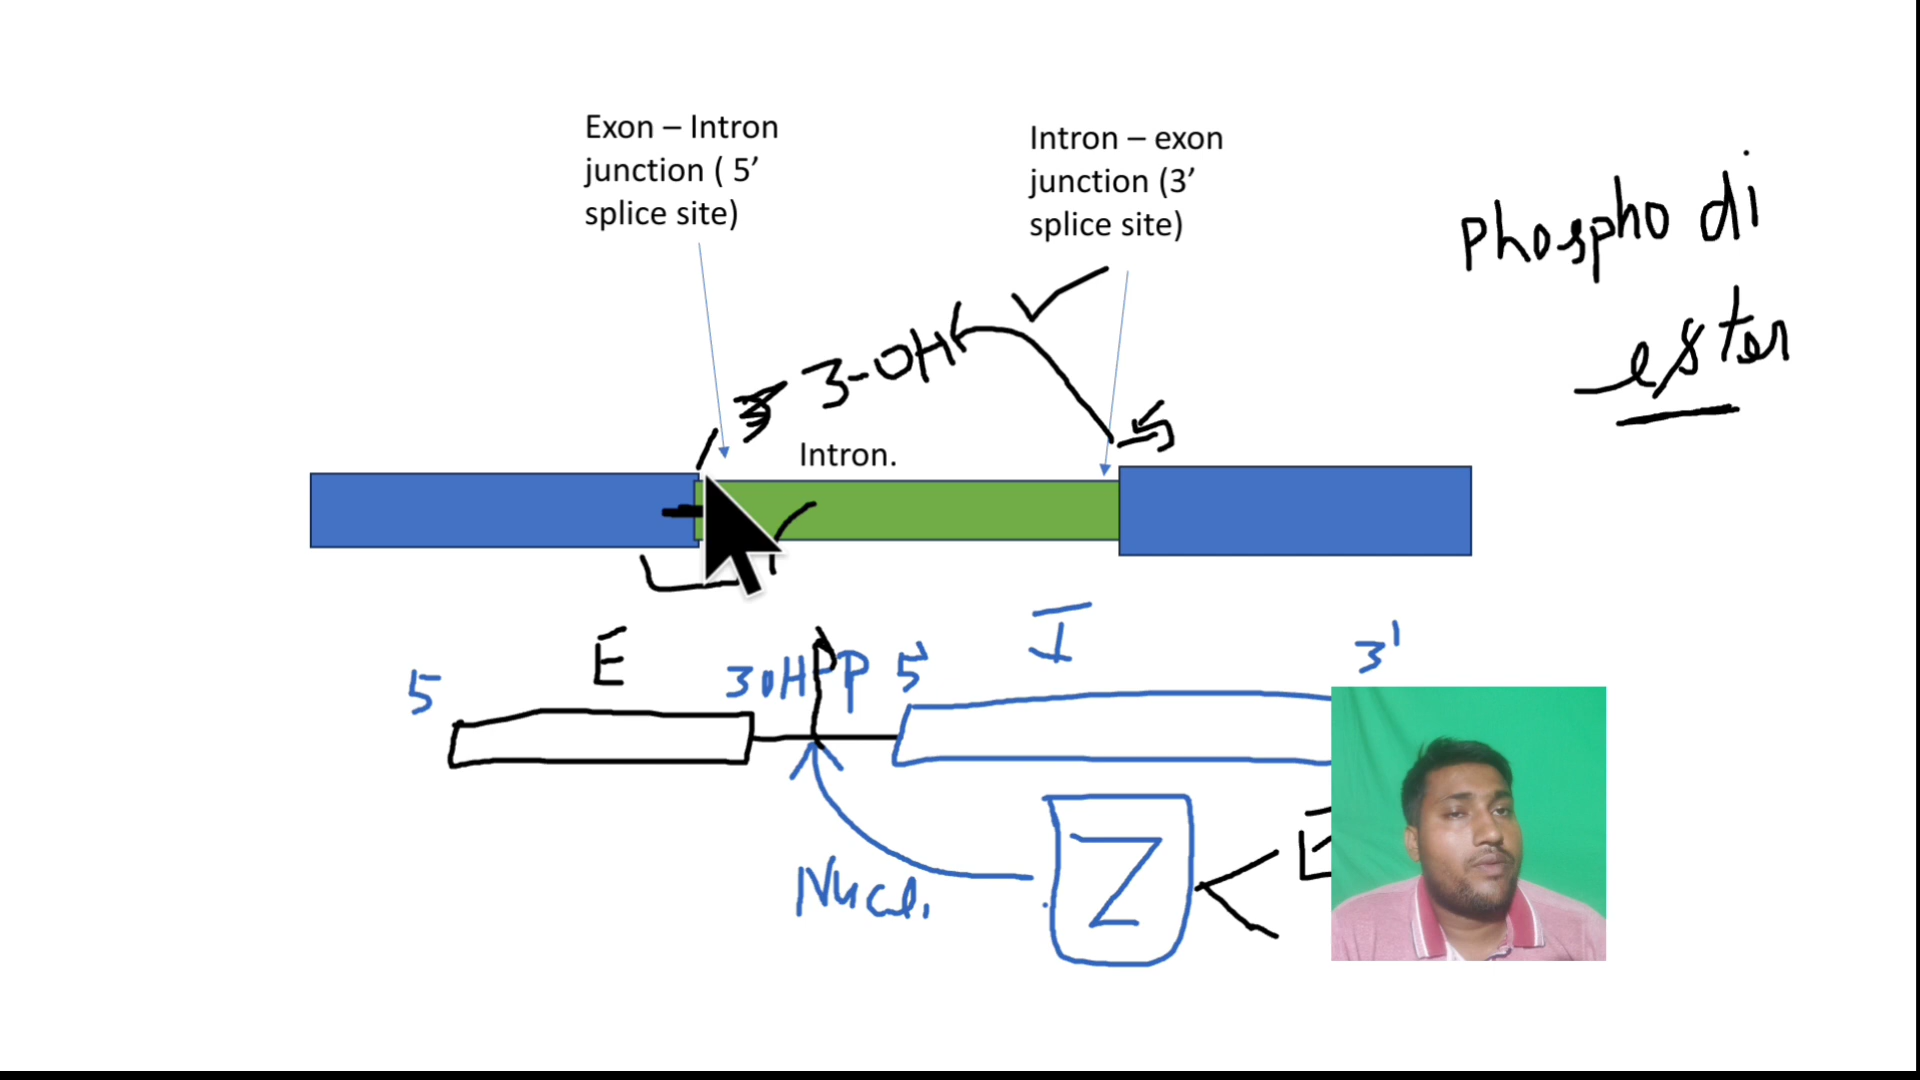 Exon – Intron
junction ( 5’
splice site)
Intron – exon
junction (3’
splice site)
Phospho di
ester
3-OH
5
Intron.
E
I
5
3OH P P 5'
3'
Z
E
Nucl.